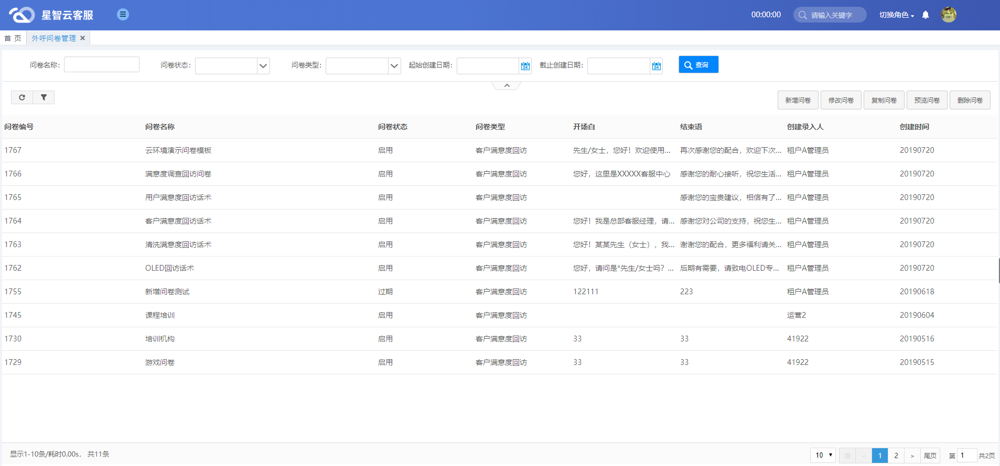 星智云客服 00:00:00 请输入关键字 切换角色
首 页 外呼问卷管理
问卷名称: 问卷状态: 问卷类型: 起始创建日期: 24 截止创建日期: 24 查询
新增问卷 修改问卷 复制问卷 预览问卷 删除问卷
问卷编号 问卷名称 问卷状态 问卷类型 开场白 结束语 创建录入人 创建时间
1767 云环境演示问卷模板 启用 客户满意度回访 先生/女士，您好！欢迎使用... 再次感谢您的配合，欢迎下次... 租户A管理员 20190720
1766 满意度调查回访问卷 启用 客户满意度回访 您好，这里是XXXXX客服中心 感谢您的耐心接听，祝您生活... 租户A管理员 20190720
1765 用户满意度回访话术 启用 客户满意度回访 感谢您的宝贵建议，相信有了... 租户A管理员 20190720
1764 客户满意度回访话术 启用 客户满意度回访 您好！我是总部客服经理，请... 感谢您对公司的支持，祝您生... 租户A管理员 20190720
1763 清洗满意度回访话术 启用 客户满意度回访 您好！某某先生（女士），我... 谢谢您的配合，更多福利请关... 租户A管理员 20190720
1762 OLED回访话术 启用 客户满意度回访 您好，请问是*先生/女士吗？... 后期有需要，请致电OLED专... 租户A管理员 20190720
1755 新增问卷测试 过期 客户满意度回访 122111 223 租户A管理员 20190618
1745 课程培训 启用 客户满意度回访 运营2 20190604
1730 培训机构 启用 客户满意度回访 33 33 41922 20190516
1729 游戏问卷 启用 客户满意度回访 33 33 41922 20190515
显示1-10条/耗时0.00s， 共11条 10 首 < 1 2 > 尾页 第 1 共2页